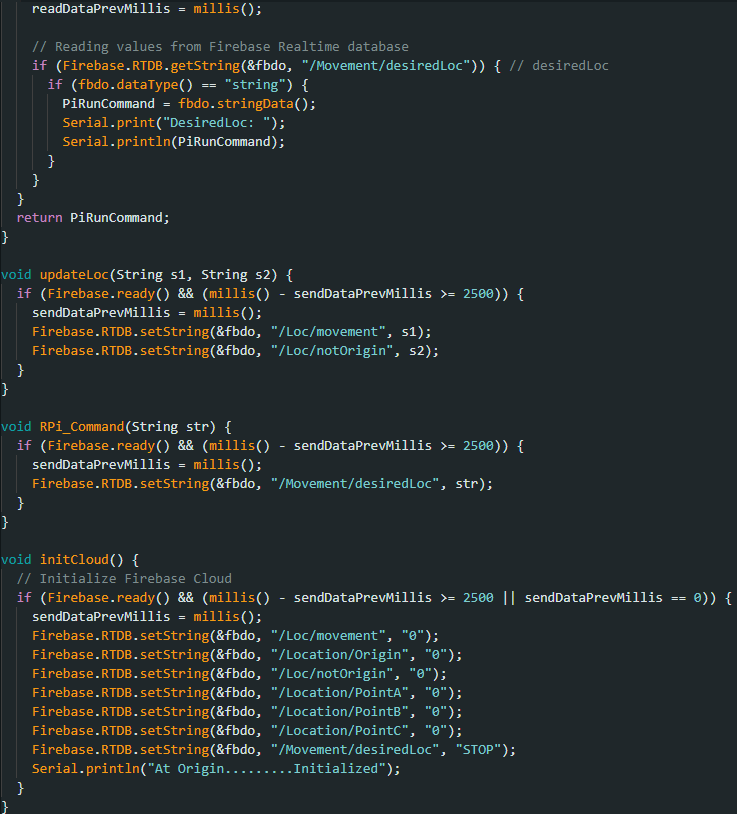 readDataPrevMillis = millis();
// Reading values from Firebase Realtime database
if (Firebase.RTDB.getString(&fbdo, "/Movement/desiredLoc")) { // desiredLoc
if (fbdo.dataType() == "string") {
PiRunCommand = fbdo.stringData();
Serial.print("DesiredLoc: ");
Serial.println(PiRunCommand);
}
}
}
return PiRunCommand;
}
void updateLoc(String s1, String s2) {
if (Firebase.ready() && (millis() - sendDataPrevMillis >= 2500)) {
sendDataPrevMillis = millis();
Firebase.RTDB.setString(&fbdo, "/Loc/movement", s1);
Firebase.RTDB.setString(&fbdo, "/Loc/notOrigin", s2);
}
}
void RPi_Command(String str) {
if (Firebase.ready() && (millis() - sendDataPrevMillis >= 2500)) {
sendDataPrevMillis = millis();
Firebase.RTDB.setString(&fbdo, "/Movement/desiredLoc", str);
}
}
void initCloud() {
// Initialize Firebase Cloud
if (Firebase.ready() && (millis() - sendDataPrevMillis >= 2500 || sendDataPrevMillis == 0)) {
sendDataPrevMillis = millis();
Firebase.RTDB.setString(&fbdo, "/Loc/movement", "0");
Firebase.RTDB.setString(&fbdo, "/Location/Origin", "0");
Firebase.RTDB.setString(&fbdo, "/Loc/notOrigin", "0");
Firebase.RTDB.setString(&fbdo, "/Location/PointA", "0");
Firebase.RTDB.setString(&fbdo, "/Location/PointB", "0");
Firebase.RTDB.setString(&fbdo, "/Location/PointC", "0");
Firebase.RTDB.setString(&fbdo, "/Movement/desiredLoc", "STOP");
Serial.println("At Origin.........Initialized");
}
}